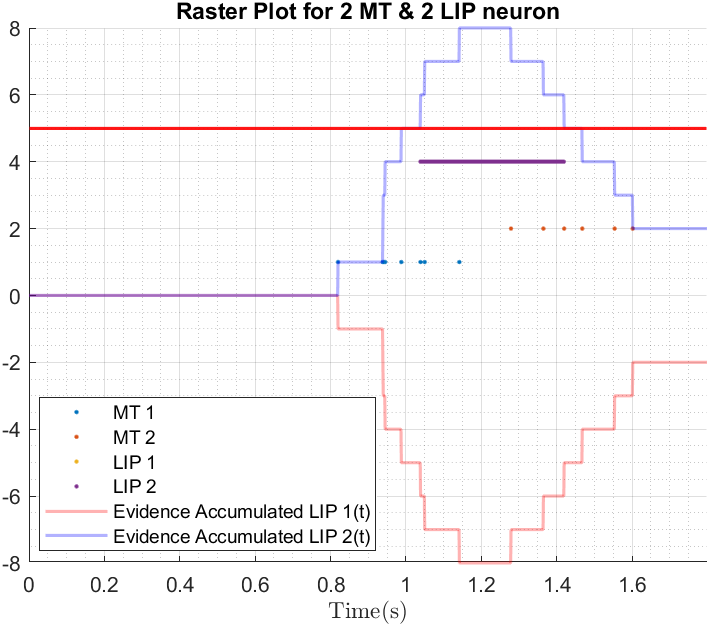 Raster Plot for 2 MT & 2 LIP neuron
8
6
4
2
0
-2
-4
-6
-8
MT 1
MT 2
LIP 1
LIP 2
Evidence Accumulated LIP 1(t)
Evidence Accumulated LIP 2(t)
0 0.2 0.4 0.6 0.8 1 1.2 1.4 1.6
Time(s)